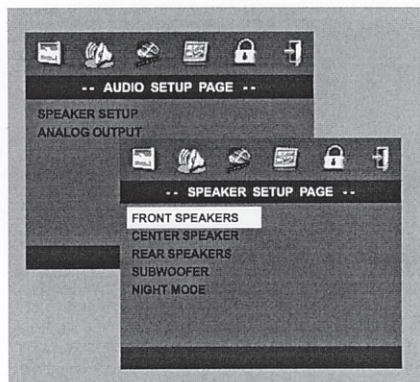 -- AUDIO SETUP PAGE --
SPEAKER SETUP
ANALOG OUTPUT
-- SPEAKER SETUP PAGE --
FRONT SPEAKERS
CENTER SPEAKER
REAR SPEAKERS
SUBWOOFER
NIGHT MODE